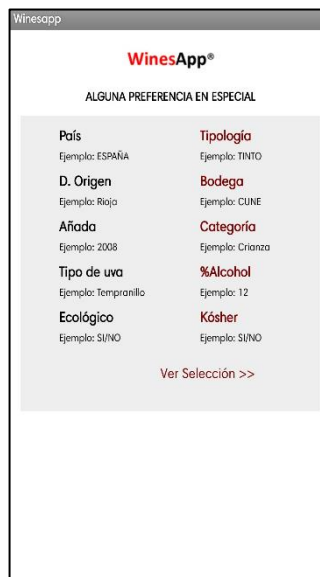 Winesapp
WinesApp®
ALGUNA PREFERENCIA EN ESPECIAL
País
Ejemplo: ESPAÑA
Tipología
Ejemplo: TINTO
D. Origen
Ejemplo: Rioja
Bodega
Ejemplo: CUNE
Añada
Ejemplo: 2008
Categoría
Ejemplo: Crianza
Tipo de uva
Ejemplo: Tempranillo
%Alcohol
Ejemplo: 12
Ecológico
Ejemplo: SI/NO
Kósher
Ejemplo: SI/NO
Ver Selección >>